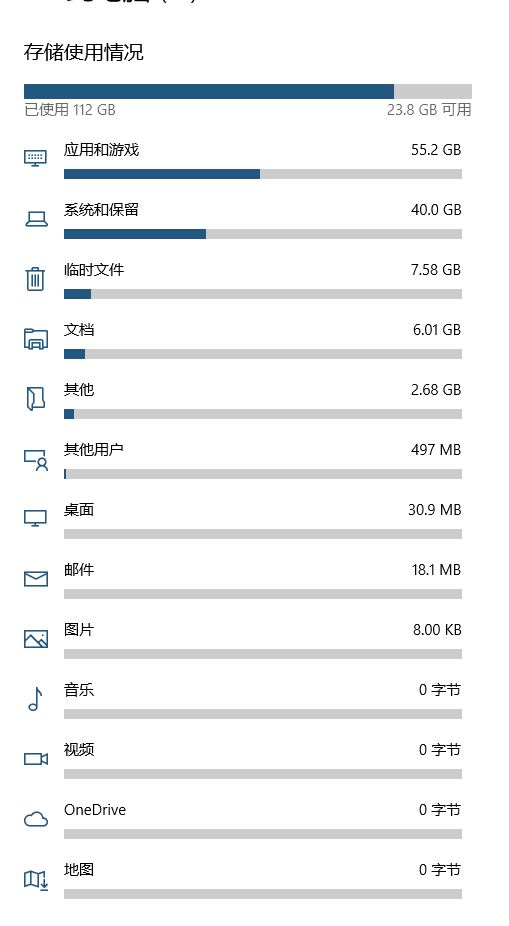 存储使用情况
已使用 112 GB 23.8 GB 可用
应用和游戏 55.2 GB
系统和保留 40.0 GB
临时文件 7.58 GB
文档 6.01 GB
其他 2.68 GB
其他用户 497 MB
桌面 30.9 MB
邮件 18.1 MB
图片 8.00 KB
音乐 0 字节
视频 0 字节
OneDrive 0 字节
地图 0 字节